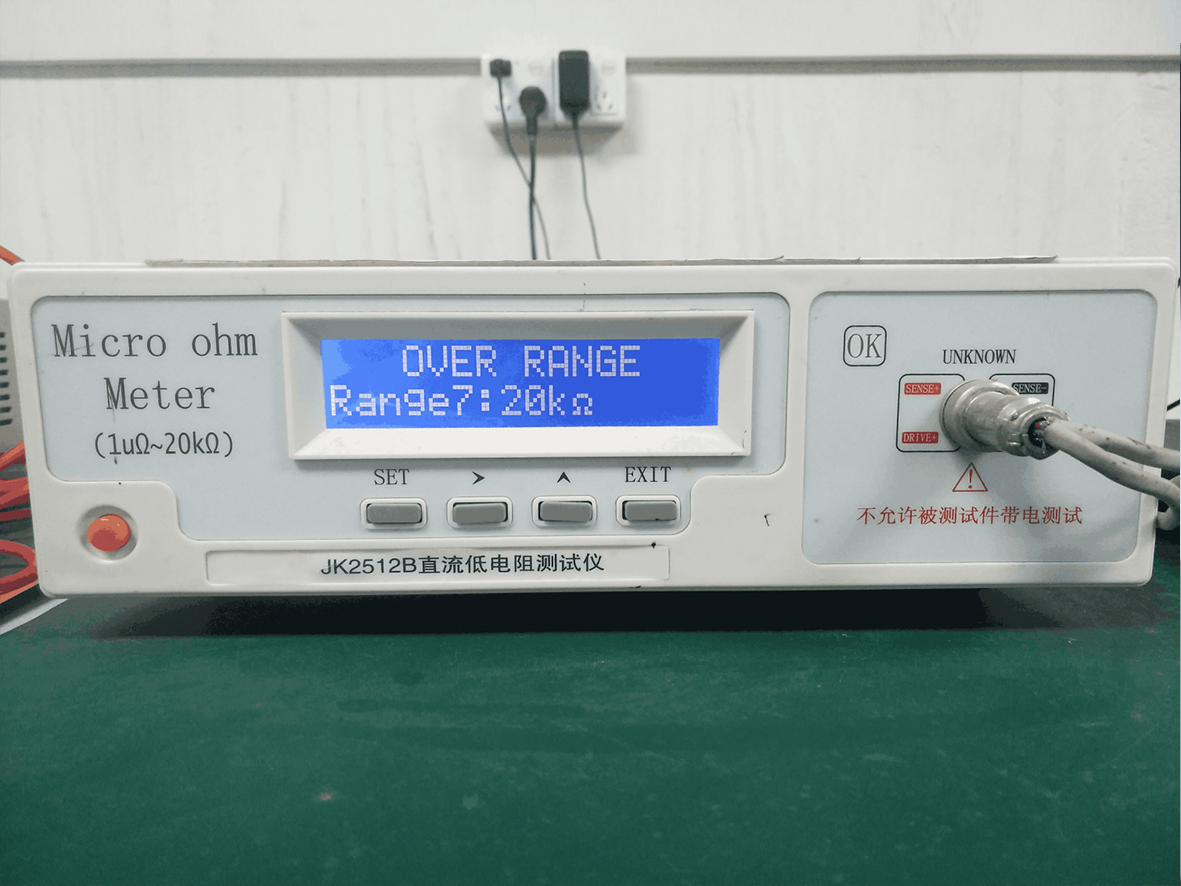 Micro ohm
Meter
(1uΩ~20kΩ)
OVER RANGE
Range7:20kΩ
SET
>
EXIT
JK2512B直流低电阻测试仪
OK
UNKNOWN
SENSE+
SENSE-
DRIVE+
不允许被测试件带电测试